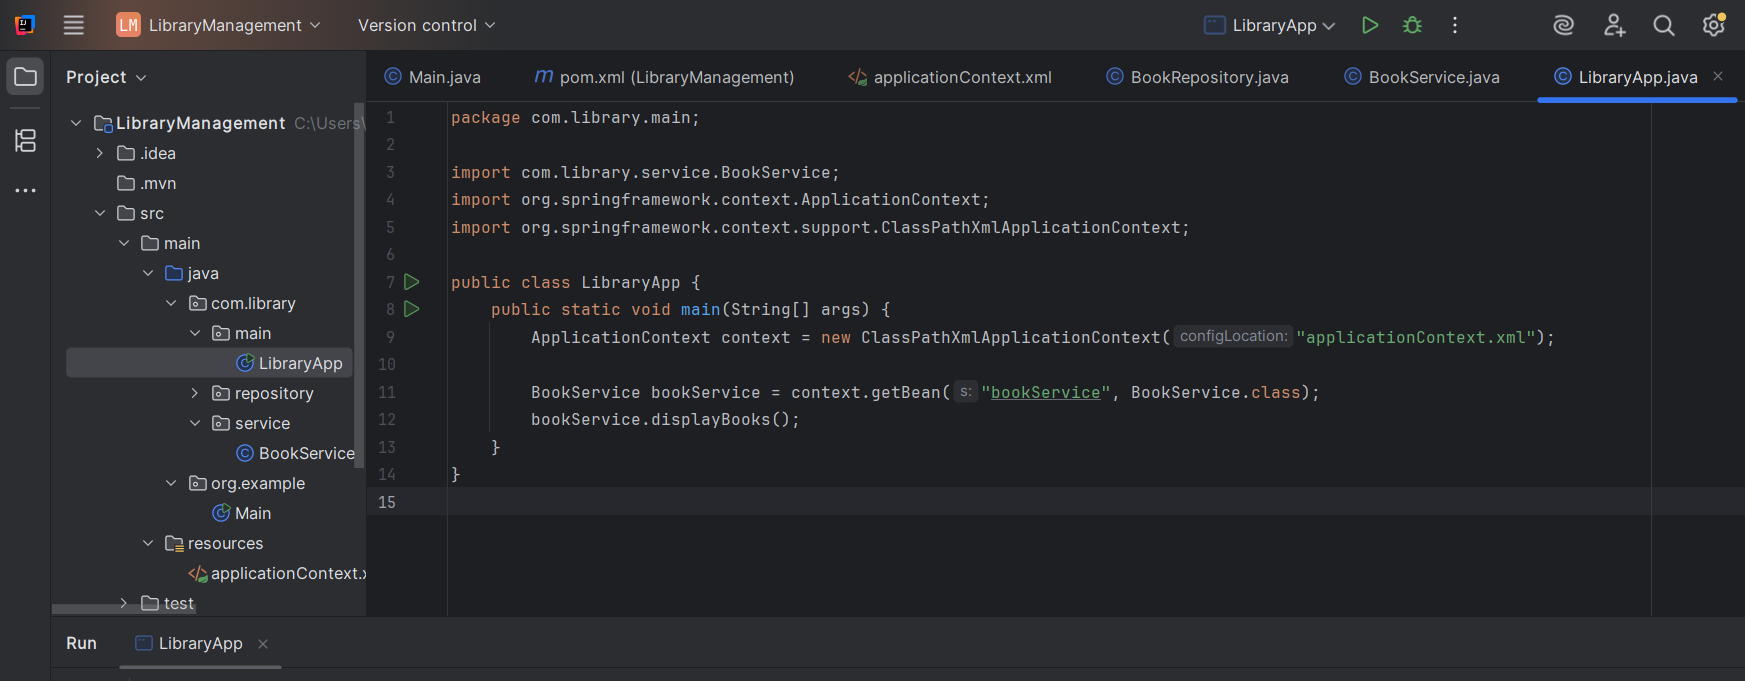 LM LibraryManagement Version control LibraryApp
Project
Main.java pom.xml (LibraryManagement) applicationContext.xml BookRepository.java BookService.java LibraryApp.java
LibraryManagement C:\Users\
.idea
.mvn
src
main
java
com.library
main
LibraryApp
repository
service
BookService
org.example
Main
resources
applicationContext.x
test
1 package com.library.main;
2
3 import com.library.service.BookService;
4 import org.springframework.context.ApplicationContext;
5 import org.springframework.context.support.ClassPathXmlApplicationContext;
6
7 public class LibraryApp {
8 public static void main(String[] args) {
9 ApplicationContext context = new ClassPathXmlApplicationContext( configLocation: "applicationContext.xml");
10
11 BookService bookService = context.getBean( s: "bookService", BookService.class);
12 bookService.displayBooks();
13 }
14 }
15
Run LibraryApp